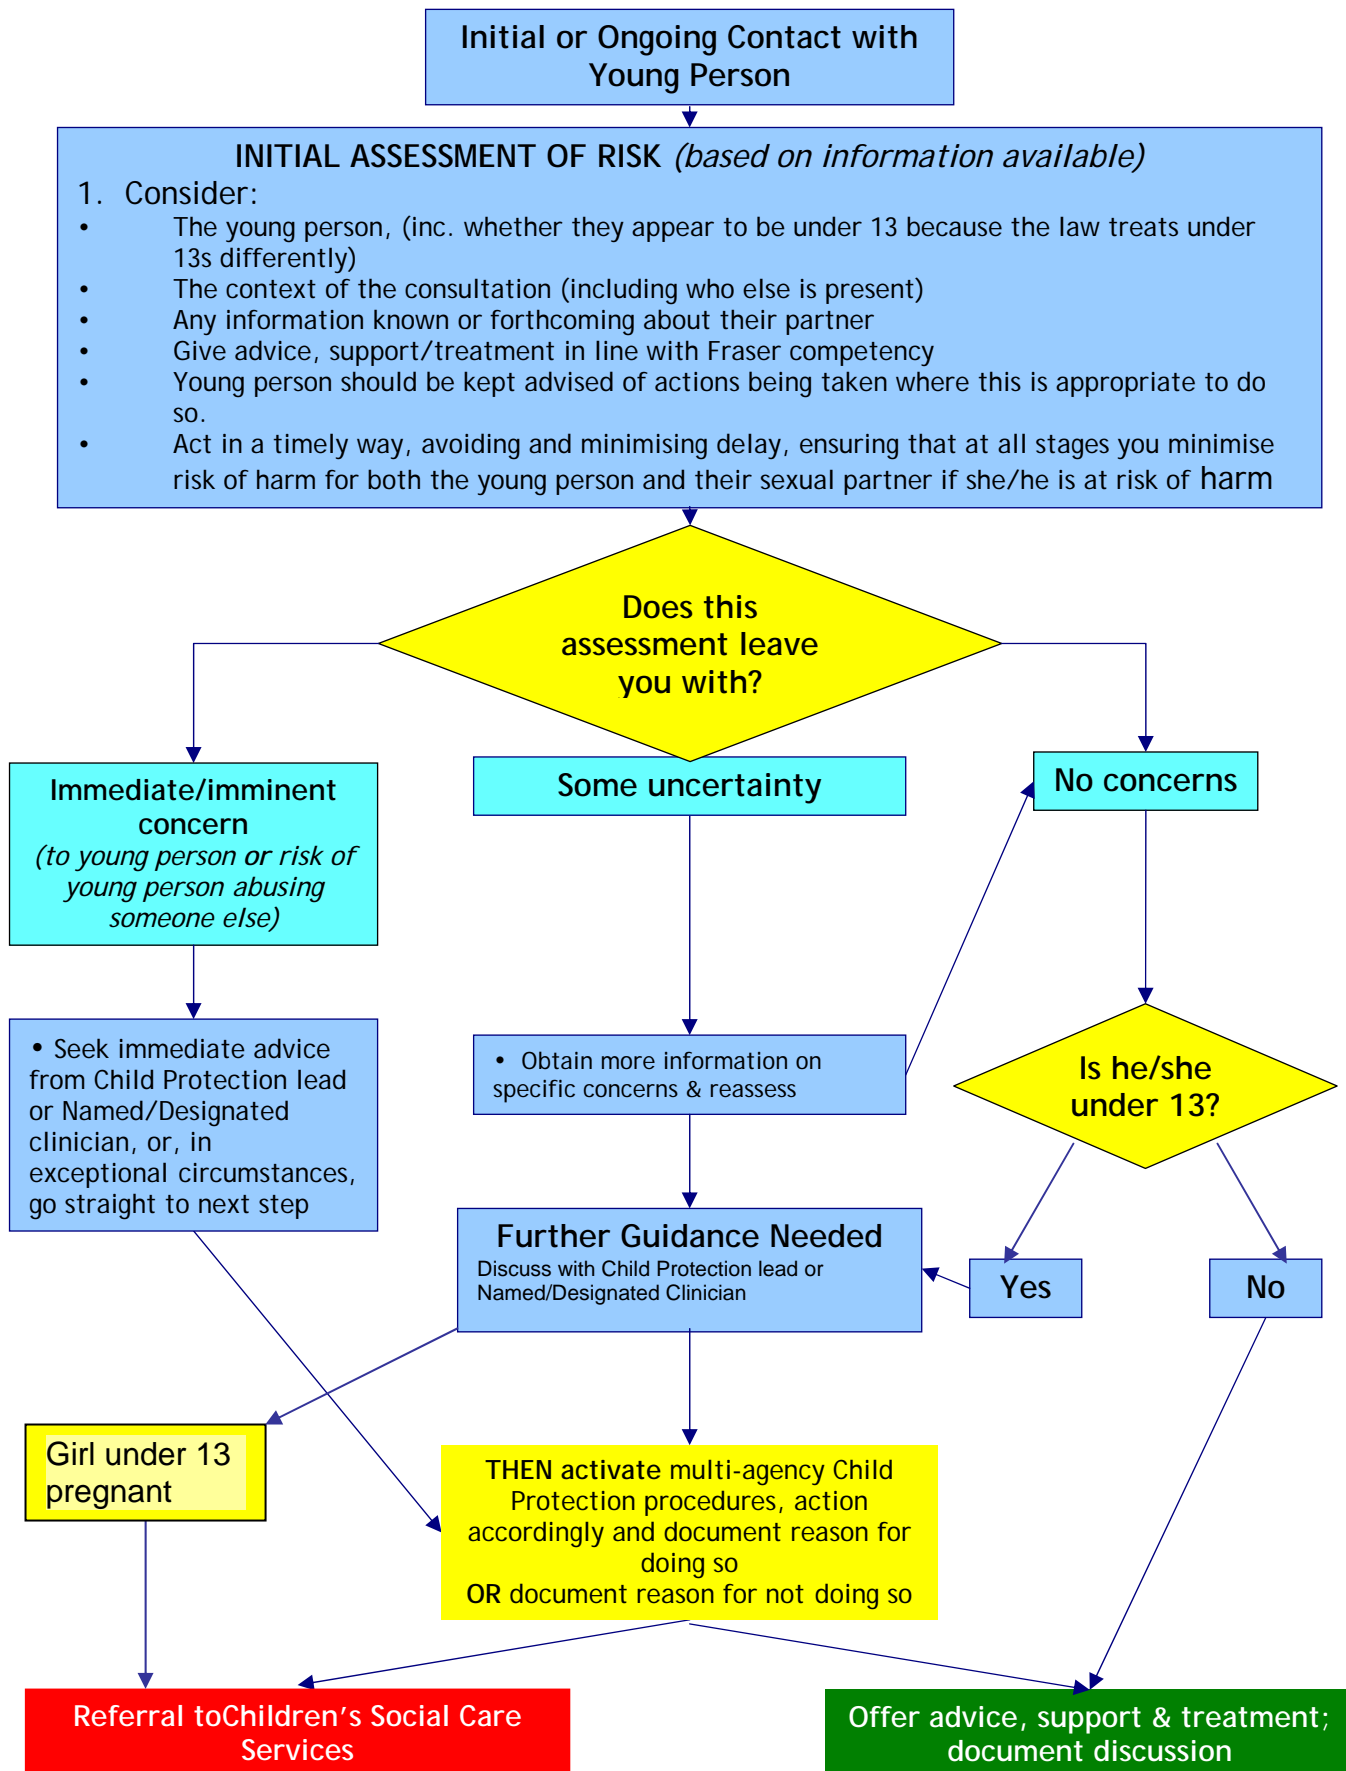 Initial or Ongoing Contact with
Young Person
INITIAL ASSESSMENT OF RISK (based on information available)
1. Consider:
• The young person, (inc. whether they appear to be under 13 because the law treats under
13s differently)
• The context of the consultation (including who else is present)
• Any information known or forthcoming about their partner
• Give advice, support/treatment in line with Fraser competency
• Young person should be kept advised of actions being taken where this is appropriate to do
so.
• Act in a timely way, avoiding and minimising delay, ensuring that at all stages you minimise
risk of harm for both the young person and their sexual partner if she/he is at risk of harm
Does this
assessment leave
you with?
Immediate/imminent
concern
(to young person or risk of
young person abusing
someone else)
Some uncertainty
No concerns
• Seek immediate advice
from Child Protection lead
or Named/Designated
clinician, or, in
exceptional circumstances,
go straight to next step
• Obtain more information on
specific concerns & reassess
Is he/she
under 13?
Further Guidance Needed
Discuss with Child Protection lead or
Named/Designated Clinician
Yes
No
Girl under 13
pregnant
THEN activate multi-agency Child
Protection procedures, action
accordingly and document reason for
doing so
OR document reason for not doing so
Referral toChildren's Social Care
Services
Offer advice, support & treatment;
document discussion